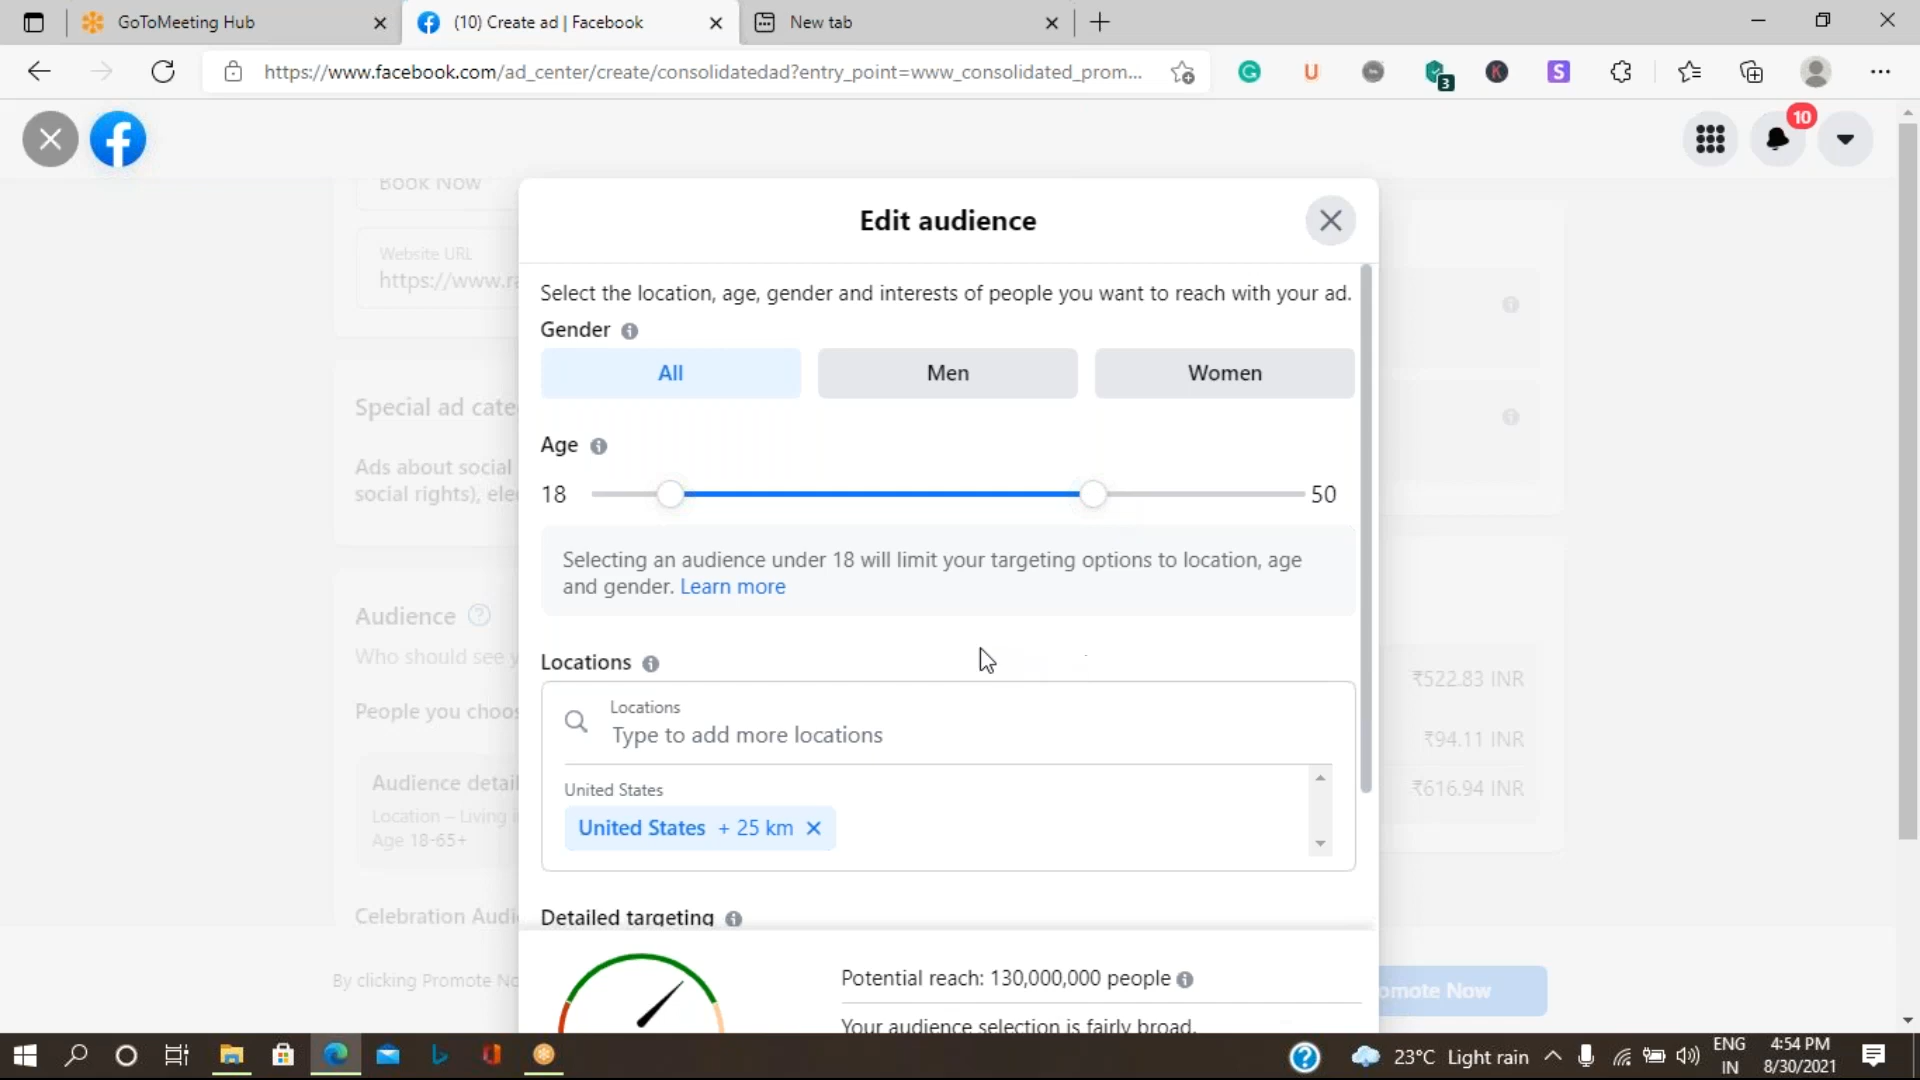 GoToMeeting Hub
(10) Create ad | Facebook
New tab
https://www.facebook.com/ad_center/create/consolidatedad?entry_point=www_consolidated_prom...
3
10
Book Now
Website URL
https://www.ra
Special ad cate
Ads about social
social rights), ele
Audience
Who should see y
People you choos
Audience detail
Location – Living i
Age 18-65+
Celebration Audi
By clicking Promote No
Edit audience
Select the location, age, gender and interests of people you want to reach with your ad.
Gender
All
Men
Women
Age
18
50
Selecting an audience under 18 will limit your targeting options to location, age
and gender. Learn more
Locations
Locations
Type to add more locations
United States
United States + 25 km
Detailed targeting
Potential reach: 130,000,000 people
Your audience selection is fairly broad.
₹522.83 INR
₹94.11 INR
₹616.94 INR
omote Now
23°C Light rain
ENG
IN
4:54 PM
8/30/2021